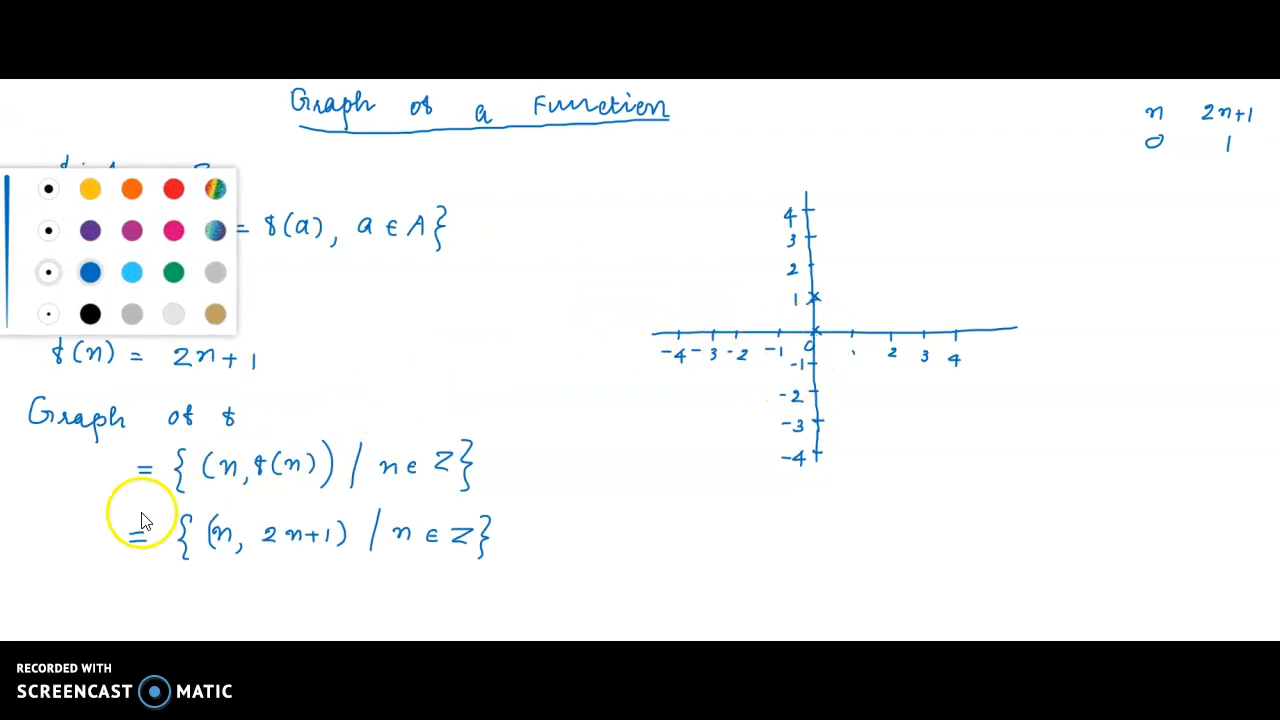 Graph of a Function
n 2n+1
0 1
= f(a), a ∈ A}
f(n) = 2n+1
Graph of f
= {(n, f(n)) / n ∈ Z}
= {(n, 2n+1) / n ∈ Z}
4
3
2
1
-4 -3 -2 -1 0 2 3 4
-1
-2
-3
-4
RECORDED WITH
SCREENCAST MATIC